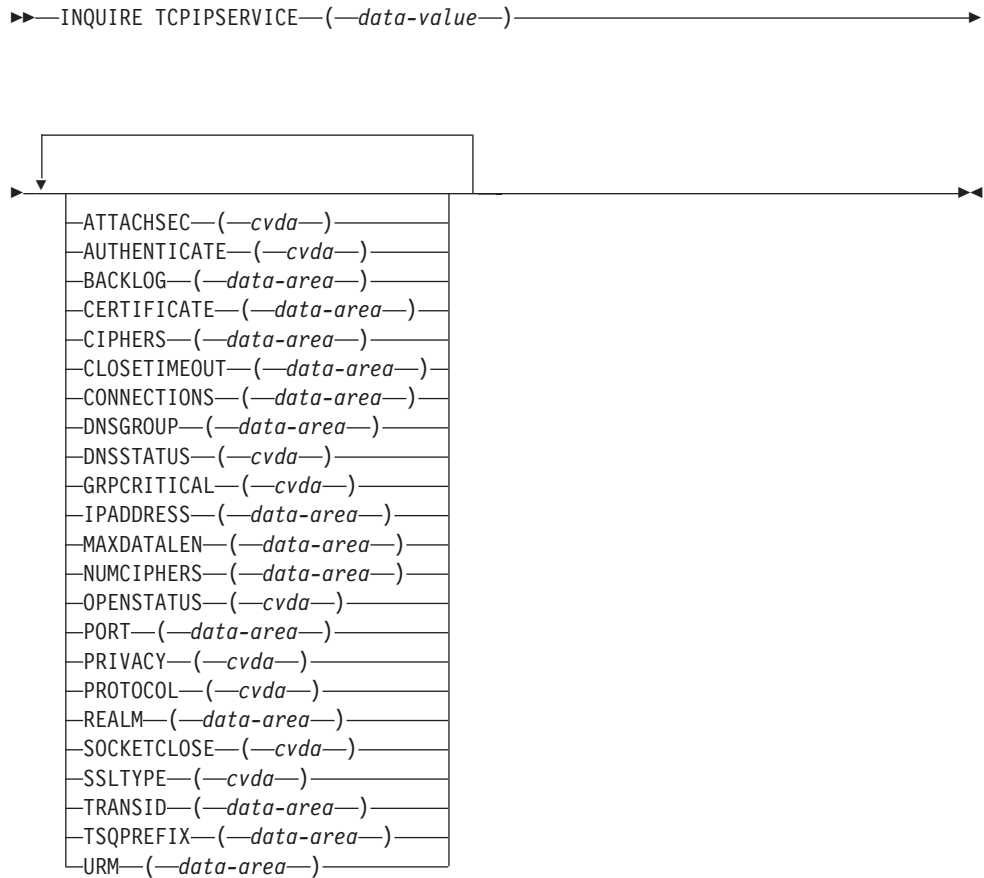 INQUIRE TCPIPSERVICE ( data-value )
ATTACHSEC ( cvda )
AUTHENTICATE ( cvda )
BACKLOG ( data-area )
CERTIFICATE ( data-area )
CIPHERS ( data-area )
CLOSETIMEOUT ( data-area )
CONNECTIONS ( data-area )
DNSGROUP ( data-area )
DNSSTATUS ( cvda )
GRPCRITICAL ( cvda )
IPADDRESS ( data-area )
MAXDATALEN ( data-area )
NUMCIPHERS ( data-area )
OPENSTATUS ( cvda )
PORT ( data-area )
PRIVACY ( cvda )
PROTOCOL ( cvda )
REALM ( data-area )
SOCKETCLOSE ( cvda )
SSLTYPE ( cvda )
TRANSID ( data-area )
TSQPREFIX ( data-area )
URM ( data-area )